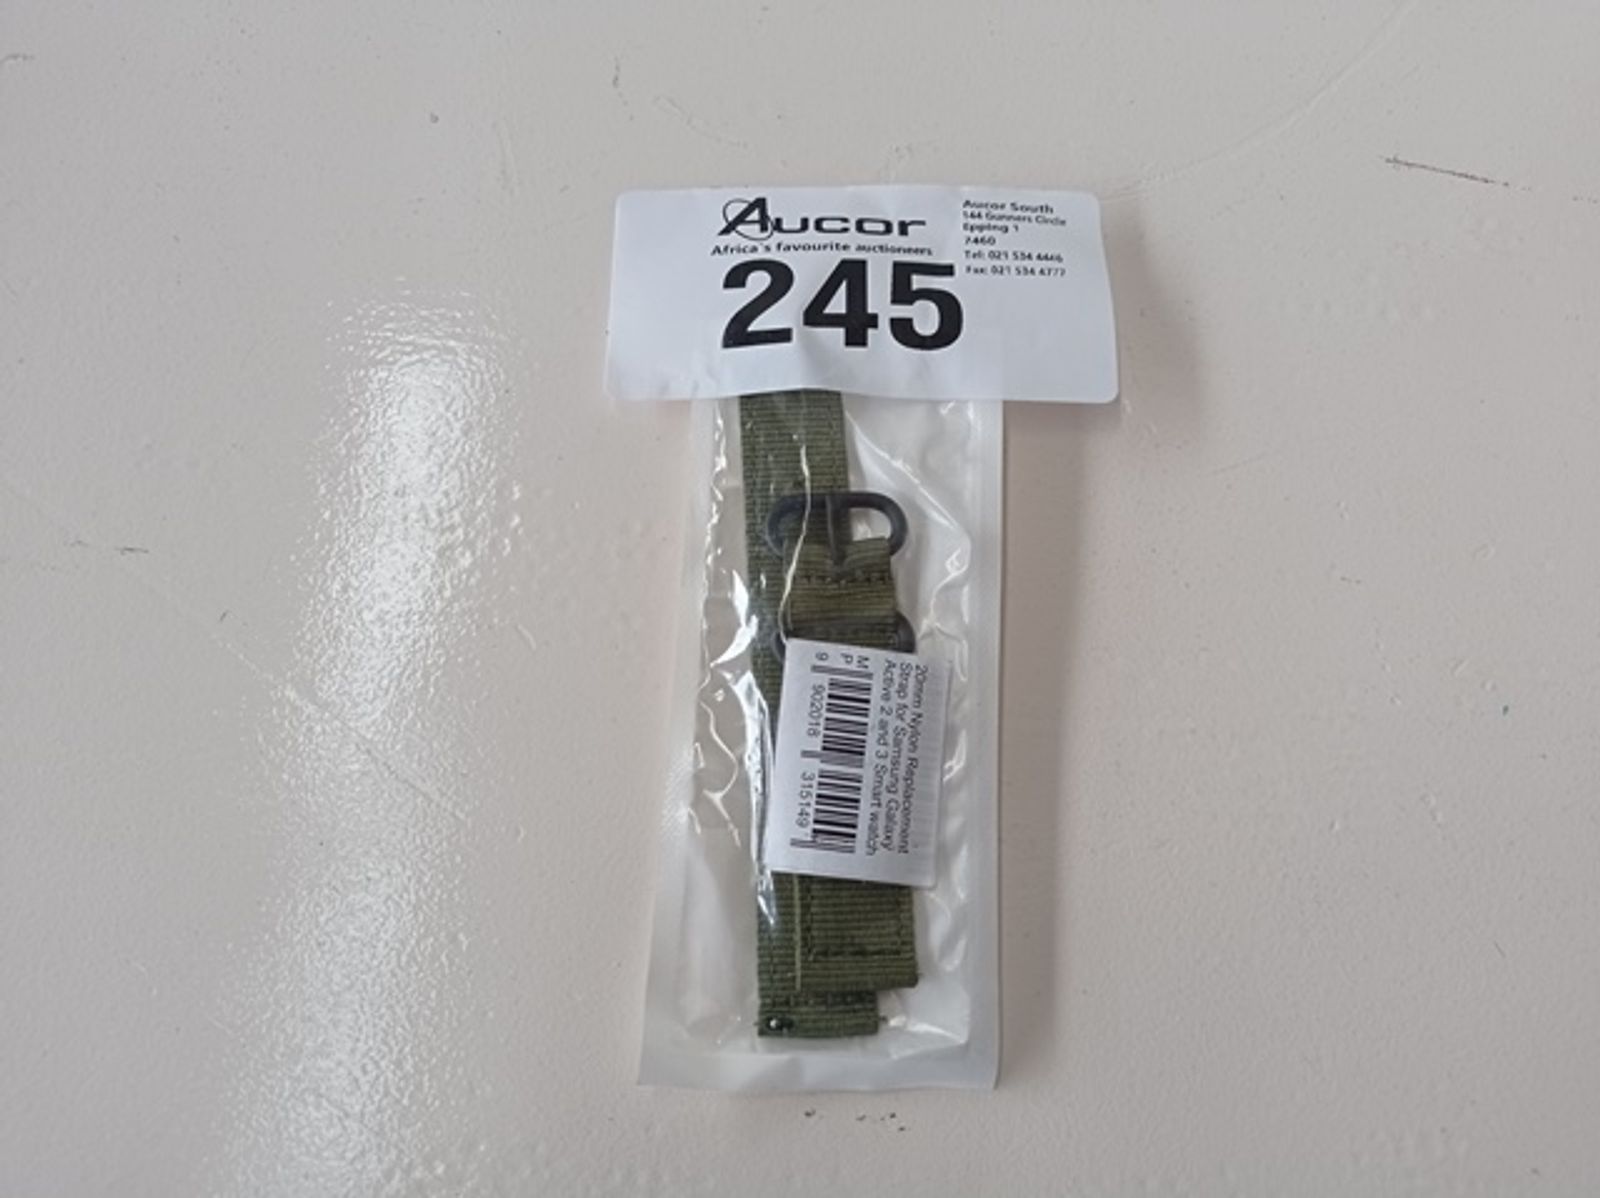 Aucor
Africa's favourite auctioneers
245
Aucor South
144 Gunners Circle
Epping 1
7460
Tel: 021 534 4446
Fax: 021 534 4777
20mm Nylon Replacement
Strap for Samsung Galaxy
Active 2 and 3 Smart watch
M
P
9 902018 315149